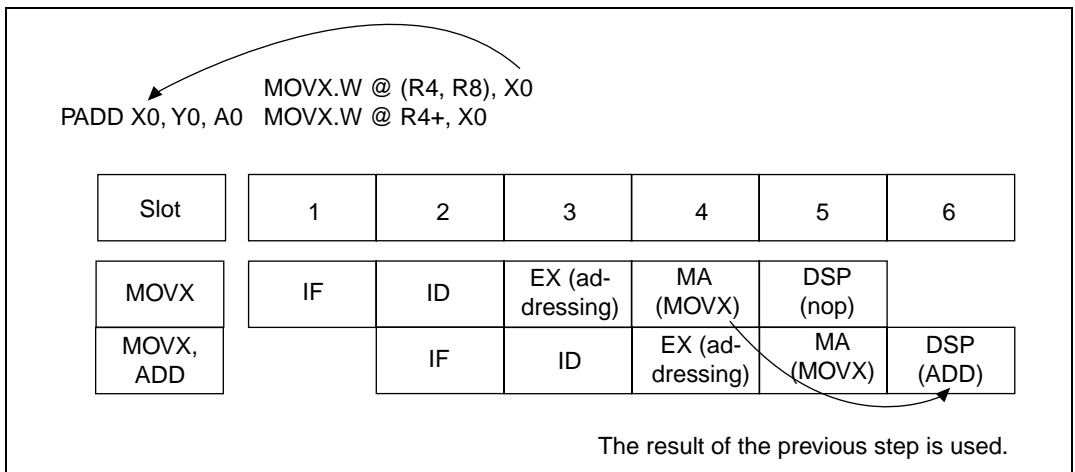 MOVX.W @ (R4, R8), X0
PADD X0, Y0, A0 MOVX.W @ R4+, X0
Slot 1 2 3 4 5 6
MOVX IF ID EX (ad-
dressing) MA
(MOVX) DSP
(nop)
MOVX,
ADD IF ID EX (ad-
dressing) MA
(MOVX) DSP
(ADD)
The result of the previous step is used.